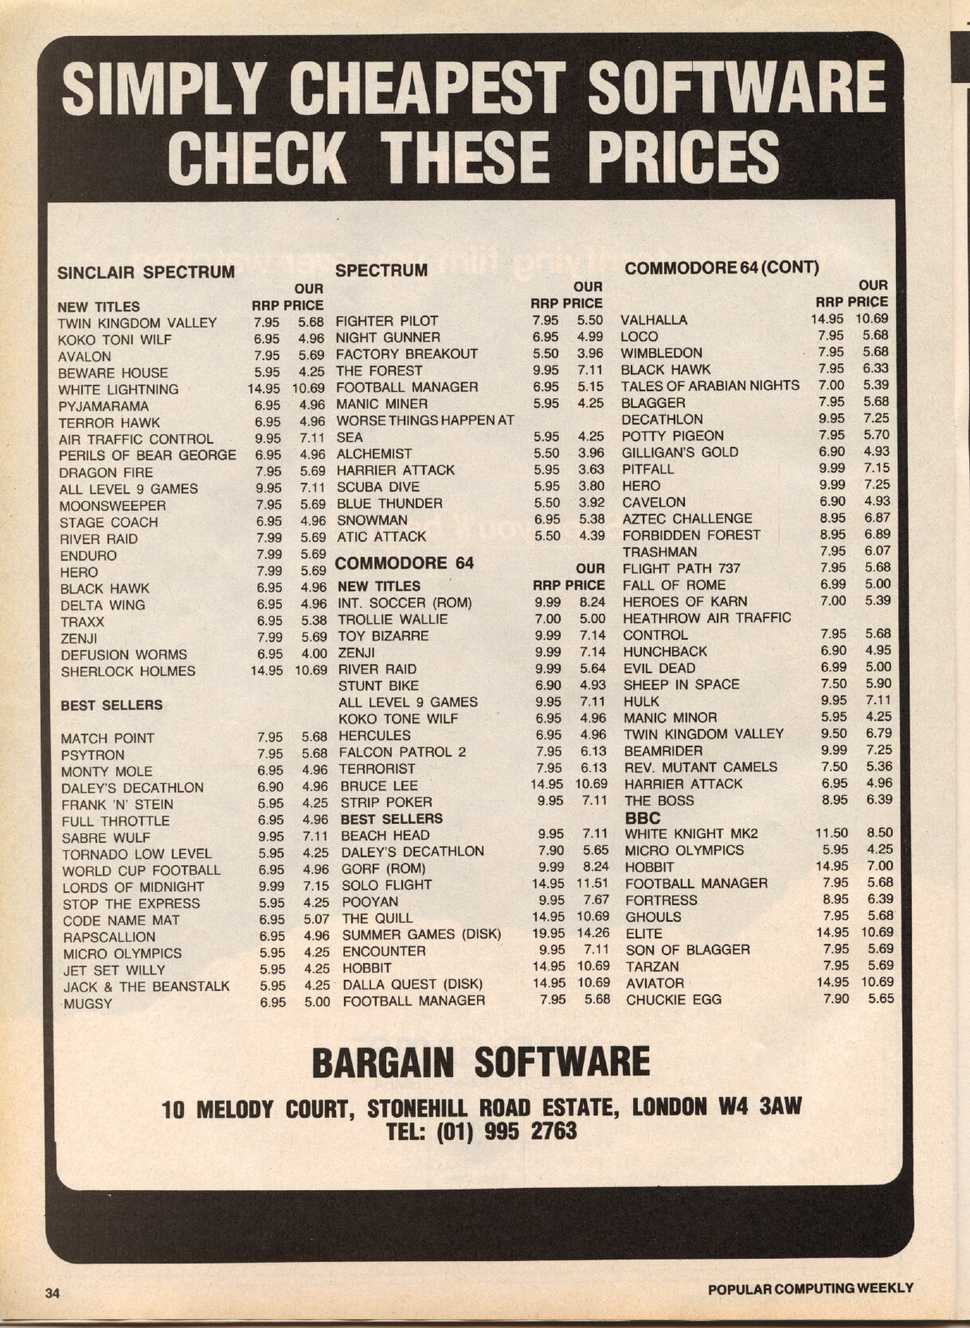 SIMPLY CHEAPEST SOFTWARE
CHECK THESE PRICES
SINCLAIR SPECTRUM
OUR
NEW TITLES RRP PRICE
TWIN KINGDOM VALLEY 7.95 5.68
KOKO TONI WILF 6.95 4.96
AVALON 7.95 5.69
BEWARE HOUSE 5.95 4.25
WHITE LIGHTNING 14.95 10.69
PYJAMARAMA 6.95 4.96
TERROR HAWK 6.95 4.96
AIR TRAFFIC CONTROL 9.95 7.11
PERILS OF BEAR GEORGE 6.95 4.96
DRAGON FIRE 7.95 5.69
ALL LEVEL 9 GAMES 9.95 7.11
MOONSWEEPER 7.95 5.69
STAGE COACH 6.95 4.96
RIVER RAID 7.99 5.69
ENDURO 7.99 5.69
HERO 7.99 5.69
BLACK HAWK 6.95 4.96
DELTA WING 6.95 4.96
TRAXX 6.95 5.38
ZENJI 7.99 5.69
DEFUSION WORMS 6.95 4.00
SHERLOCK HOLMES 14.95 10.69
BEST SELLERS
MATCH POINT 7.95 5.68
PSYTRON 7.95 5.68
MONTY MOLE 6.95 4.96
DALEY'S DECATHLON 6.90 4.96
FRANK 'N' STEIN 5.95 4.25
FULL THROTTLE 6.95 4.96
SABRE WULF 9.95 7.11
TORNADO LOW LEVEL 5.95 4.25
WORLD CUP FOOTBALL 6.95 4.96
LORDS OF MIDNIGHT 9.99 7.15
STOP THE EXPRESS 5.95 4.25
CODE NAME MAT 6.95 5.07
RAPSCALLION 6.95 4.96
MICRO OLYMPICS 5.95 4.25
JET SET WILLY 5.95 4.25
JACK & THE BEANSTALK 5.95 4.25
MUGSY 6.95 5.00
SPECTRUM
OUR
RRP PRICE
FIGHTER PILOT 7.95 5.50
NIGHT GUNNER 6.95 4.99
FACTORY BREAKOUT 5.50 3.96
THE FOREST 9.95 7.11
FOOTBALL MANAGER 6.95 5.15
MANIC MINER 5.95 4.25
WORSE THINGS HAPPEN AT
SEA 5.95 4.25
ALCHEMIST 5.50 3.96
HARRIER ATTACK 5.95 3.63
SCUBA DIVE 5.95 3.80
BLUE THUNDER 5.50 3.92
SNOWMAN 6.95 5.38
ATIC ATTACK 5.50 4.39
COMMODORE 64
OUR
NEW TITLES RRP PRICE
INT. SOCCER (ROM) 9.99 8.24
TROLLIE WALLIE 7.00 5.00
TOY BIZARRE 9.99 7.14
ZENJI 9.99 7.14
RIVER RAID 9.99 5.64
STUNT BIKE 6.90 4.93
ALL LEVEL 9 GAMES 9.95 7.11
KOKO TONE WILF 6.95 4.96
HERCULES 6.95 4.96
FALCON PATROL 2 7.95 6.13
TERRORIST 7.95 6.13
BRUCE LEE 14.95 10.69
STRIP POKER 9.95 7.11
BEST SELLERS
BEACH HEAD 9.95 7.11
DALEY'S DECATHLON 7.90 5.65
GORF (ROM) 9.99 8.24
SOLO FLIGHT 14.95 11.51
POOYAN 9.95 7.67
THE QUILL 14.95 10.69
SUMMER GAMES (DISK) 19.95 14.26
ENCOUNTER 9.95 7.11
HOBBIT 14.95 10.69
DALLA QUEST (DISK) 14.95 10.69
FOOTBALL MANAGER 7.95 5.68
COMMODORE 64 (CONT)
OUR
RRP PRICE
VALHALLA 14.95 10.69
LOCO 7.95 5.68
WIMBLEDON 7.95 5.68
BLACK HAWK 7.95 6.33
TALES OF ARABIAN NIGHTS 7.00 5.39
BLAGGER 7.95 5.68
DECATHLON 9.95 7.25
POTTY PIGEON 7.95 5.70
GILLIGAN'S GOLD 6.90 4.93
PITFALL 9.99 7.15
HERO 9.99 7.25
CAVELON 6.90 4.93
AZTEC CHALLENGE 8.95 6.87
FORBIDDEN FOREST 8.95 6.89
TRASHMAN 7.95 6.07
FLIGHT PATH 737 7.95 5.68
FALL OF ROME 6.99 5.00
HEROES OF KARN 7.00 5.39
HEATHROW AIR TRAFFIC
CONTROL 7.95 5.68
HUNCHBACK 6.90 4.95
EVIL DEAD 6.99 5.00
SHEEP IN SPACE 7.50 5.90
HULK 9.95 7.11
MANIC MINOR 5.95 4.25
TWIN KINGDOM VALLEY 9.50 6.79
BEAMRIDER 9.99 7.25
REV. MUTANT CAMELS 7.50 5.36
HARRIER ATTACK 6.95 4.96
THE BOSS 8.95 6.39
BBC
WHITE KNIGHT MK2 11.50 8.50
MICRO OLYMPICS 5.95 4.25
HOBBIT 14.95 7.00
FOOTBALL MANAGER 7.95 5.68
FORTRESS 8.95 6.39
GHOULS 7.95 5.68
ELITE 14.95 10.69
SON OF BLAGGER 7.95 5.69
TARZAN 7.95 5.69
AVIATOR 14.95 10.69
CHUCKIE EGG 7.90 5.65
BARGAIN SOFTWARE
10 MELODY COURT, STONEHILL ROAD ESTATE, LONDON W4 3AW
TEL: (01) 995 2763
34
POPULAR COMPUTING WEEKLY